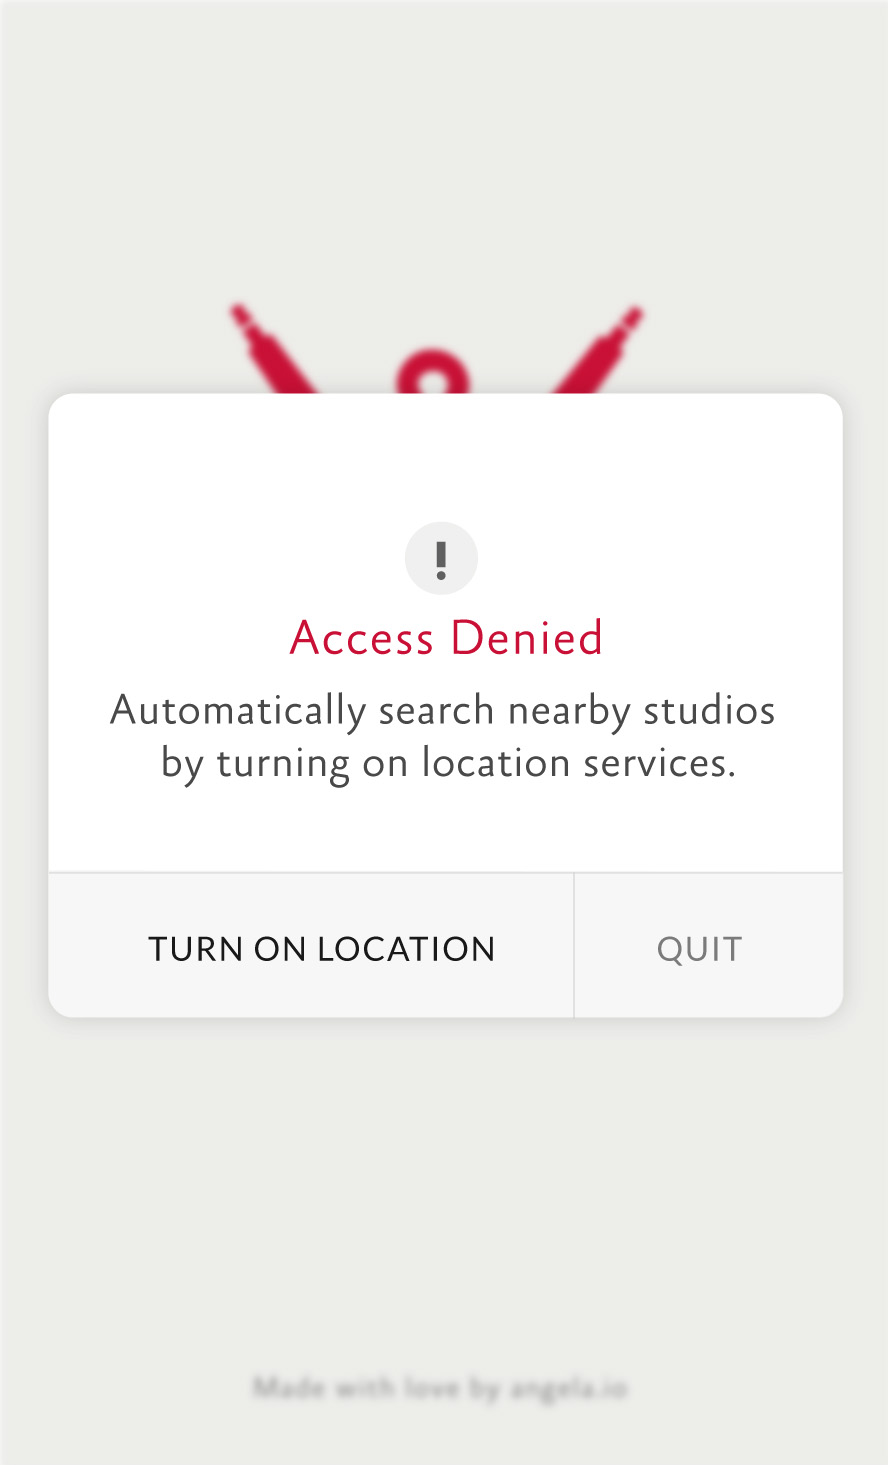 !
Access Denied
Automatically search nearby studios
by turning on location services.
TURN ON LOCATION
QUIT
Made with love by angela.io